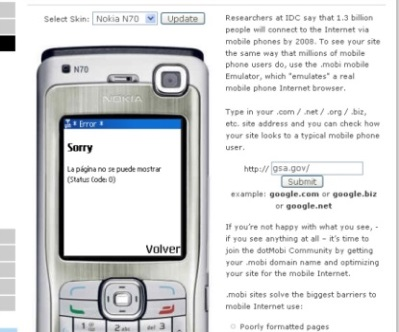 Select Skin: Nokia N70 Update
N70
NOKIA
Error
Sorry
La página no se puede mostrar
(Status Code: 0)
Volver
1
2 abc
def 3
Researchers at IDC say that 1.3 billion
people will connect to the Internet via
mobile phones by 2008. To see your site
the same way that millions of mobile
phone users do, use the .mobi mobile
Emulator, which "emulates" a real
mobile phone Internet browser.
Type in your .com / .net / .org / .biz,
etc. site address and you can check how
your site looks to a typical mobile phone
user.
http:// gsa.gov/
Submit
example: google.com or google.biz
or google.net
If you're not happy with what you see, -
if you see anything at all – it's time to
join the dotMobi Community by getting
your .mobi domain name and optimizing
your site for the mobile Internet.
.mobi sites solve the biggest barriers to
mobile Internet use:
Poorly formatted pages